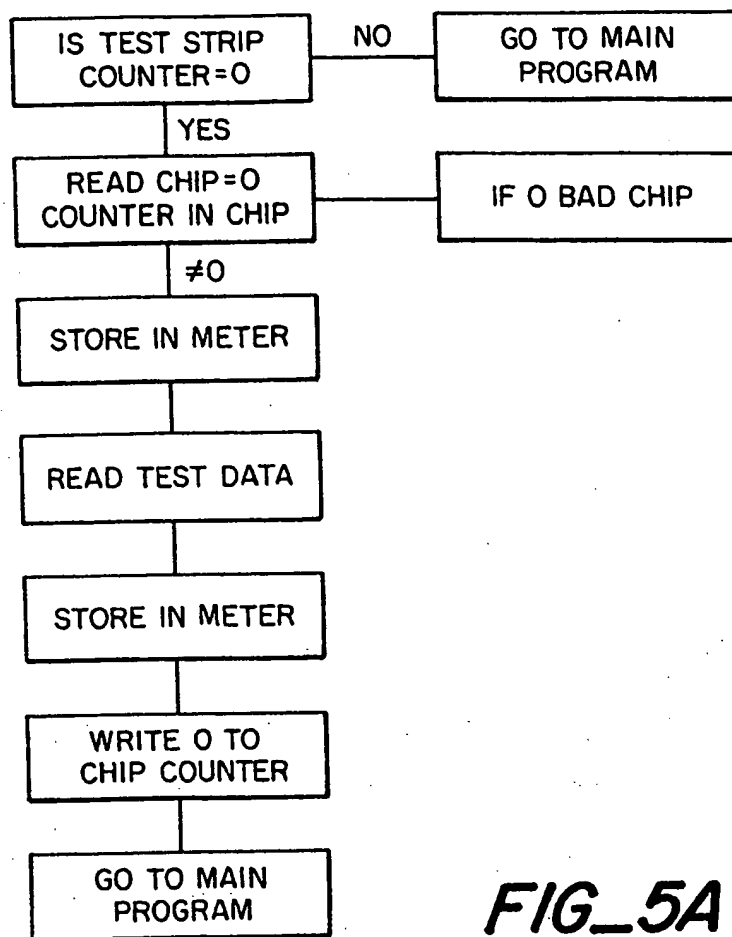 IS TEST STRIP
COUNTER=0
NO
GO TO MAIN
PROGRAM
YES
READ CHIP=0
COUNTER IN CHIP
IF 0 BAD CHIP
≠0
STORE IN METER
READ TEST DATA
STORE IN METER
WRITE 0 TO
CHIP COUNTER
GO TO MAIN
PROGRAM
FIG_5A